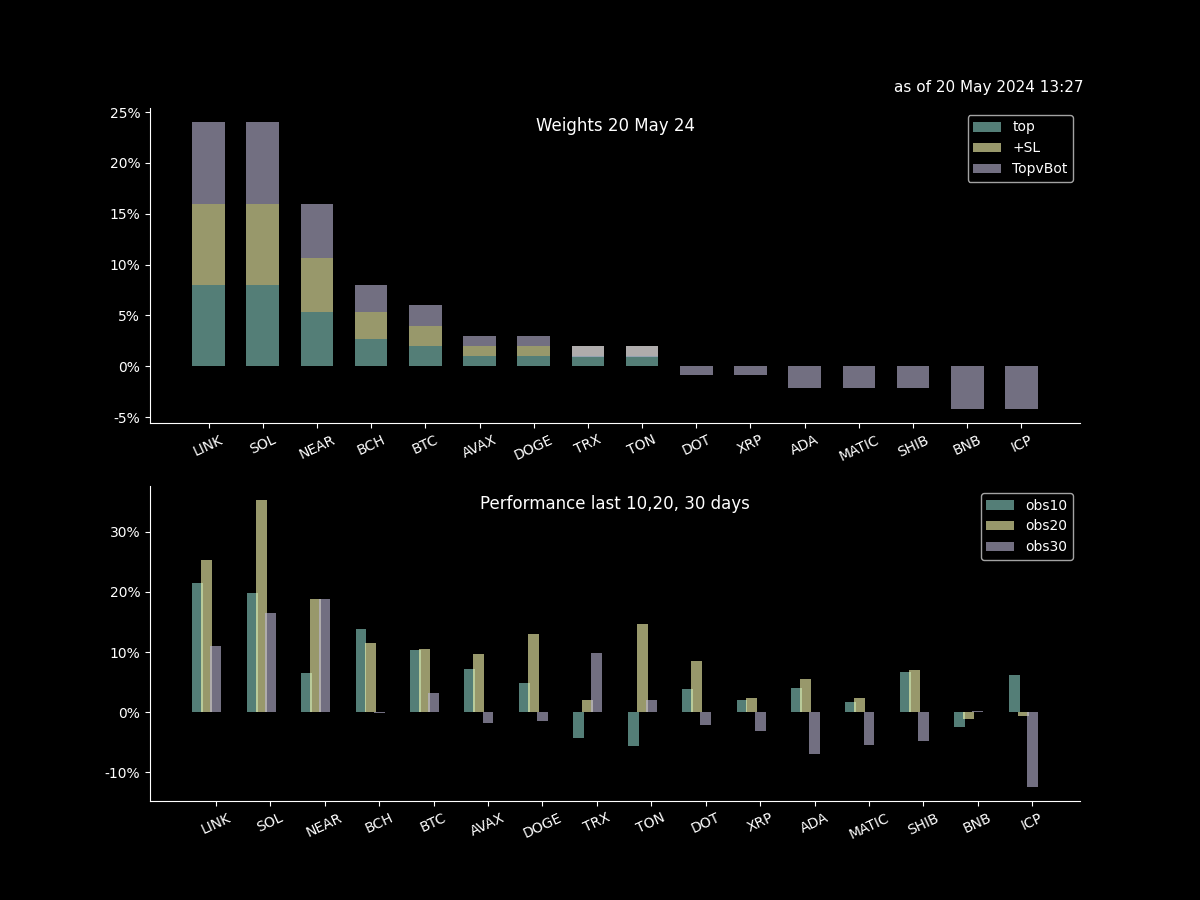 as of 20 May 2024 13:27
Weights 20 May 24
top
+SL
TopvBot
25%
20%
15%
10%
5%
0%
-5%
LINK SOL NEAR BCH BTC AVAX DOGE TRX TON DOT XRP ADA MATIC SHIB BNB ICP
Performance last 10,20, 30 days
obs10
obs20
obs30
30%
20%
10%
0%
-10%
LINK SOL NEAR BCH BTC AVAX DOGE TRX TON DOT XRP ADA MATIC SHIB BNB ICP